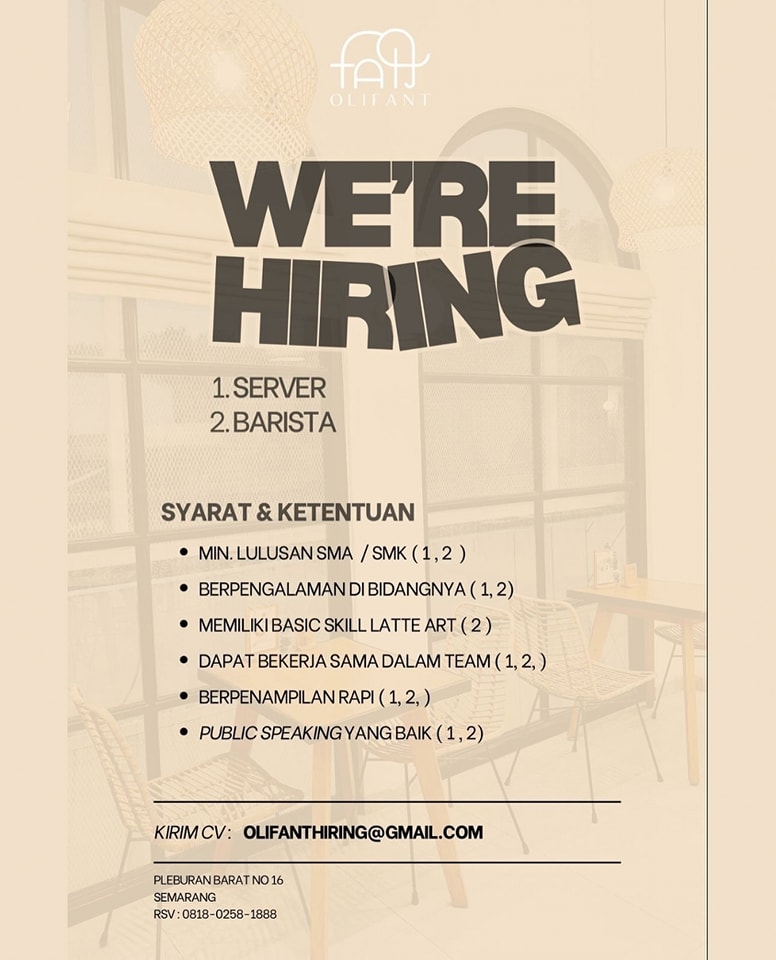 OLIFANT
WE'RE
HIRING
1. SERVER
2. BARISTA
SYARAT & KETENTUAN
• MIN. LULUSAN SMA / SMK ( 1 , 2 )
• BERPENGALAMAN DI BIDANGNYA ( 1, 2)
• MEMILIKI BASIC SKILL LATTE ART ( 2 )
• DAPAT BEKERJA SAMA DALAM TEAM ( 1, 2, )
• BERPENAMPILAN RAPI ( 1, 2, )
• PUBLIC SPEAKING YANG BAIK ( 1 , 2)
KIRIM CV : OLIFANTHIRING@GMAIL.COM
PLEBURAN BARAT NO 16
SEMARANG
RSV : 0818-0258-1888